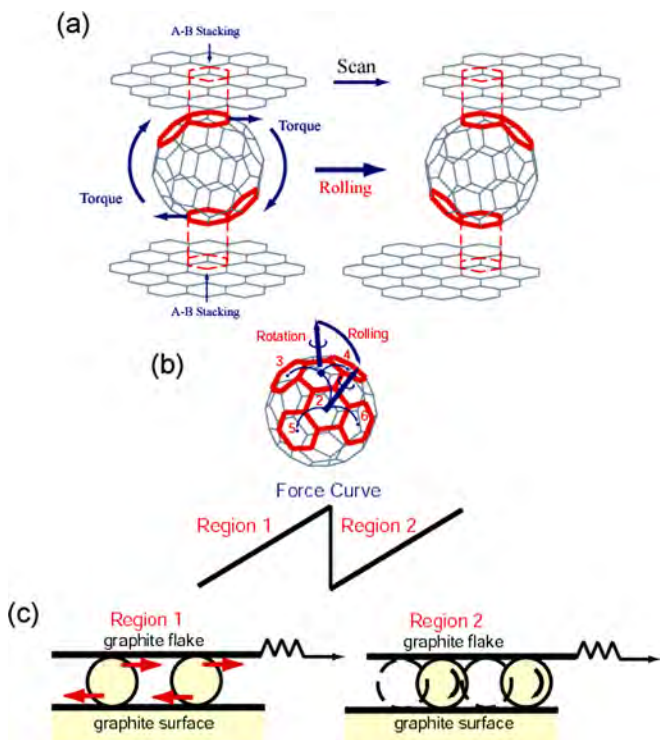 (a)
A-B Stacking
Scan
Torque
Torque
Rolling
A-B Stacking
(b)
Rotation
Rolling
3
4
1
2
5
6
Force Curve
Region 1
Region 2
(c)
Region 1
graphite flake
graphite surface
Region 2
graphite flake
graphite surface